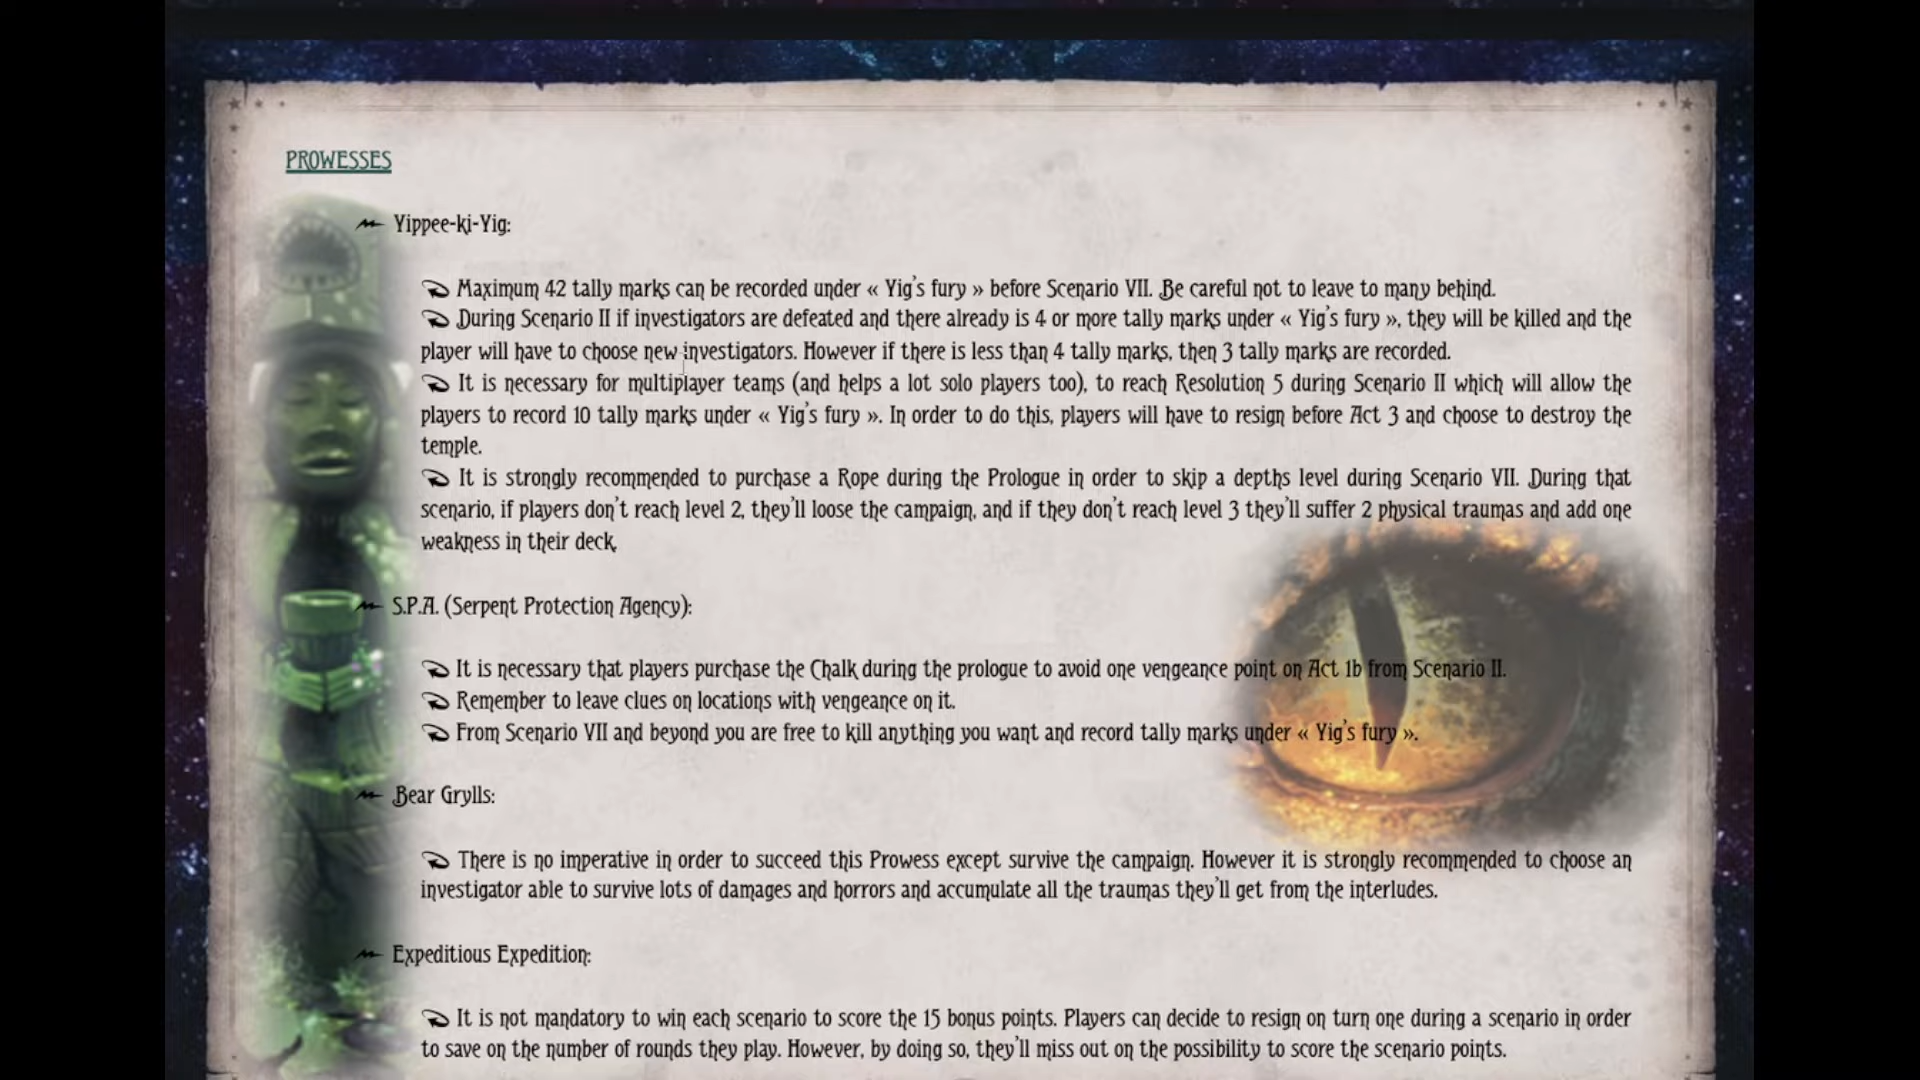 PROWESSES
Yippee-ki-Yig:
Maximum 42 tally marks can be recorded under « Yig's fury » before Scenario VII. Be careful not to leave to many behind.
During Scenario II if investigators are defeated and there already is 4 or more tally marks under « Yig's fury », they will be killed and the
player will have to choose new investigators. However if there is less than 4 tally marks, then 3 tally marks are recorded.
It is necessary for multiplayer teams (and helps a lot solo players too), to reach Resolution 5 during Scenario II which will allow the
players to record 10 tally marks under « Yig's fury ». In order to do this, players will have to resign before Act 3 and choose to destroy the
temple.
It is strongly recommended to purchase a Rope during the Prologue in order to skip a depths level during Scenario VII. During that
scenario, if players don't reach level 2, they'll loose the campaign, and if they don't reach level 3 they'll suffer 2 physical traumas and add one
weakness in their deck.
S.P.A. (Serpent Protection Agency):
It is necessary that players purchase the Chalk during the prologue to avoid one vengeance point on Act 1b from Scenario II.
Remember to leave clues on locations with vengeance on it.
From Scenario VII and beyond you are free to kill anything you want and record tally marks under « Yig's fury ».
Bear Grylls:
There is no imperative in order to succeed this Prowess except survive the campaign. However it is strongly recommended to choose an
investigator able to survive lots of damages and horrors and accumulate all the traumas they'll get from the interludes.
Expeditious Expedition:
It is not mandatory to win each scenario to score the 15 bonus points. Players can decide to resign on turn one during a scenario in order
to save on the number of rounds they play. However, by doing so, they'll miss out on the possibility to score the scenario points.